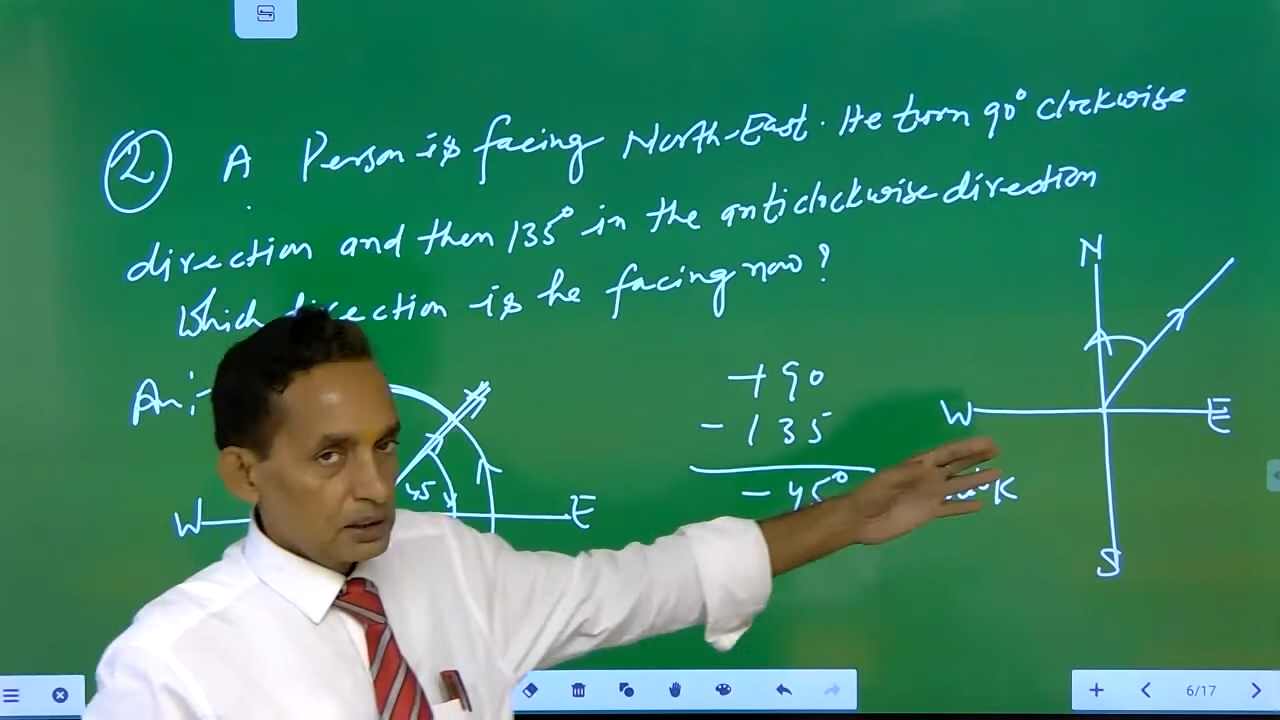 2 A Person is facing North-East. He turn 90° clockwise
direction and then 135° in the anticlockwise direction
Which direction is he facing now?
An:-
W E
45
+90
-135
-45°
N
W E
S
6/17